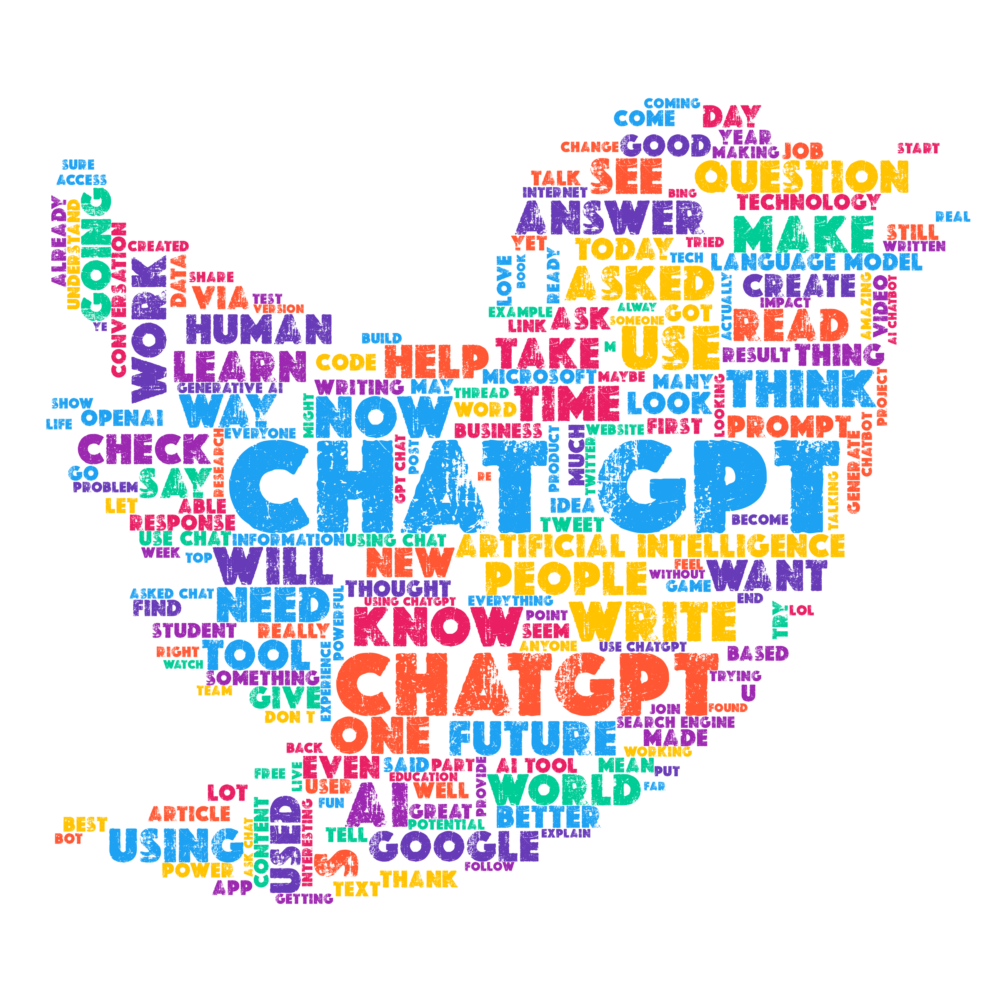 COMING
COME
DAY
CHANGE
GOOD
YEAR
MAKING
JOB
START
SURE
ACCESS
TALK
SEE
INTERNET
BING
QUESTION
TECHNOLOGY
ALREADY
UNDERSTAND
GOING
YE
CONVERSATION
CREATED
WORK
DATA
SHARE
VIA
TEST
VERSION
ANSWER
YET
TODAY
TRIED
TECH
MAKE
STILL
REAL
WRITTEN
LANGUAGE MODEL
LOVE
BOOK
READY
ASKED
ACTUALLY
CREATE
IMPACT
AMAZING
VIDEO
AI CHATBOT
HUMAN
BUILD
EXAMPLE
LINK
ASK
ALWAY
SOMEONE
GOT
READ
LEARN
GENERATIVE AI
CODE
HELP
TAKE
M
USE
RESULT
THING
WRITING
MAY
MICROSOFT
MAYBE
MANY
THINK
PROJECT
SHOW
LIFE
OPENAI
WAY
EVERYONE
MIGHT
NOW
THREAD
WORD
TIME
LOOK
LOOKING
BUSINESS
WEBSITE
FIRST
PROMPT
CHECK
RESEARCH
GPT CHAT
POST
PRODUCT
MUCH
TWITTER
GENERATE
CHATBOT
GO
PROBLEM
SAY
CHAT GPT
RE
IDEA
TALKING
LET
ABLE
RESPONSE
TWEET
BECOME
USE CHAT
INFORMATION
USING CHAT
ARTIFICIAL INTELLIGENCE
WEEK
TOP
WILL
NEW
PEOPLE
FEEL
WITHOUT
GAME
WANT
END
ASKED CHAT
FIND
NEED
POWERFUL
THOUGHT
USING CHATGPT
EVERYTHING
KNOW
POINT
SEEM
WRITE
TRY
LOL
STUDENT
REALLY
ANYONE
USE CHATGPT
BASED
RIGHT
WATCH
TOOL
EXPERIENCE
CHATGPT
TRYING
U
SOMETHING
TEAM
GIVE
DON T
JOIN
FOUND
ONE
FUTURE
SEARCH ENGINE
MADE
WORKING
BACK
EVEN
SAID
PART
AI TOOL
MEAN
PUT
FREE
LIVE
USER
EDUCATION
WELL
PROVIDE
WORLD
FAR
LOT
FUN
AI
GREAT
BETTER
ARTICLE
CONTENT
USED
INTERESTING
TELL
POTENTIAL
EXPLAIN
BEST
BOT
USING
ASK CHAT
GOOGLE
FOLLOW
POWER
S
APP
TEXT
THANK
GETTING